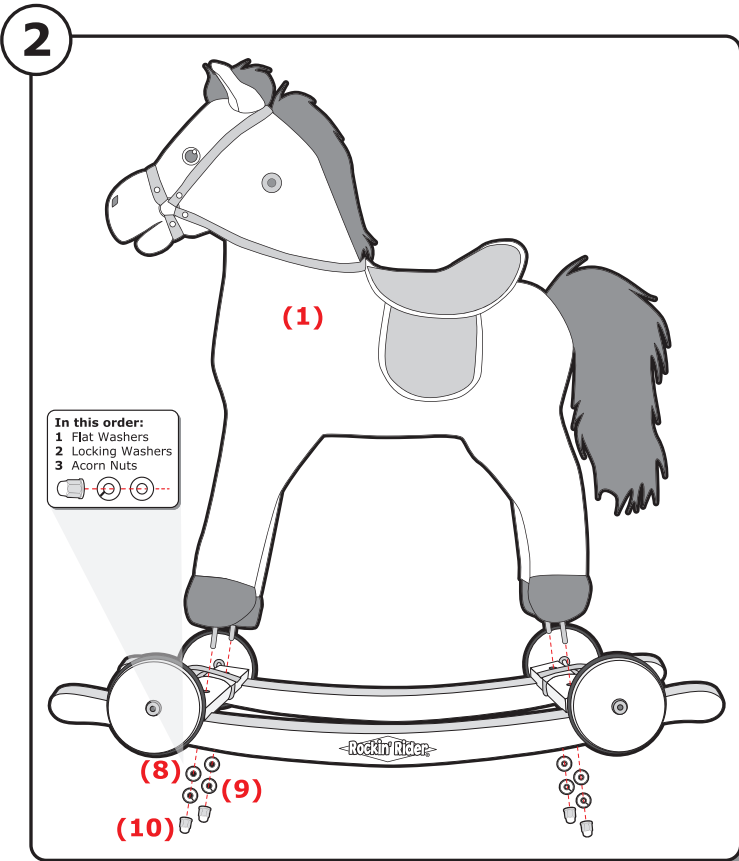 2
(1)
In this order:
1 Flat Washers
2 Locking Washers
3 Acorn Nuts
Rockin' Rider
(8)
(9)
(10)